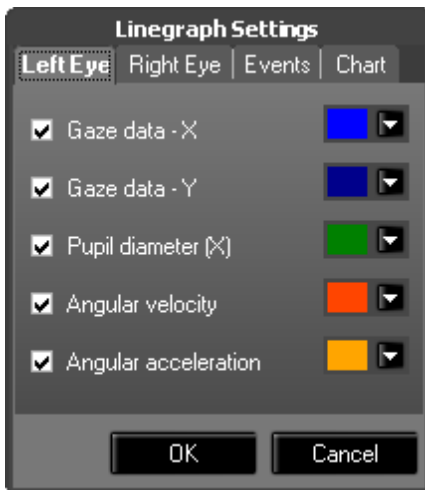 Linegraph Settings
Left Eye Right Eye Events Chart
Gaze data - X
Gaze data - Y
Pupil diameter (X)
Angular velocity
Angular acceleration
OK Cancel